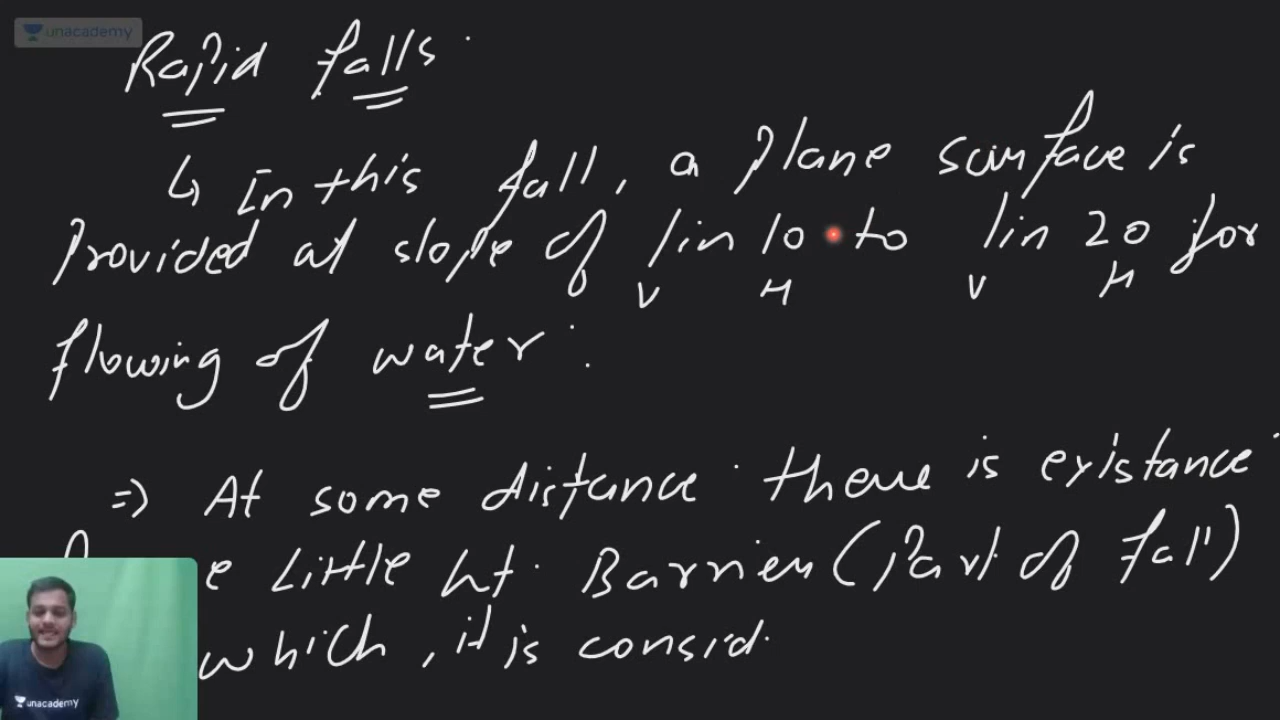 unacademy
Rapid falls
↳ In this fall, a plane surface is
Provided at slope of 1 in 10 to 1 in 20 for
V H V H
flowing of water :
=> At some distance there is existance
little ht. Barrier (Part of fall)
which, it is consid
unacademy